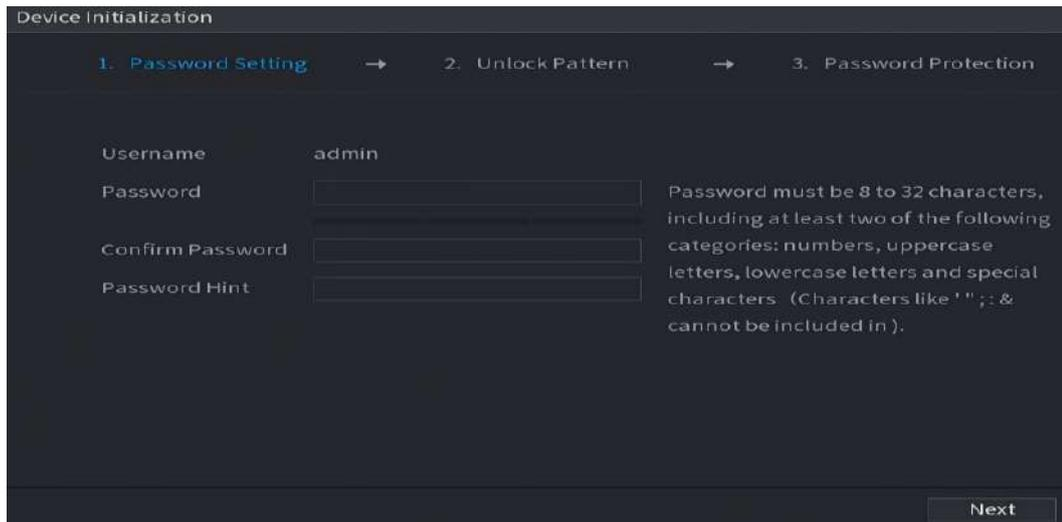 Device Initialization
1. Password Setting → 2. Unlock Pattern → 3. Password Protection
Username admin
Password
Confirm Password
Password Hint
Password must be 8 to 32 characters,
including at least two of the following
categories: numbers, uppercase
letters, lowercase letters and special
characters (Characters like ' " ; : &
cannot be included in ).
Next